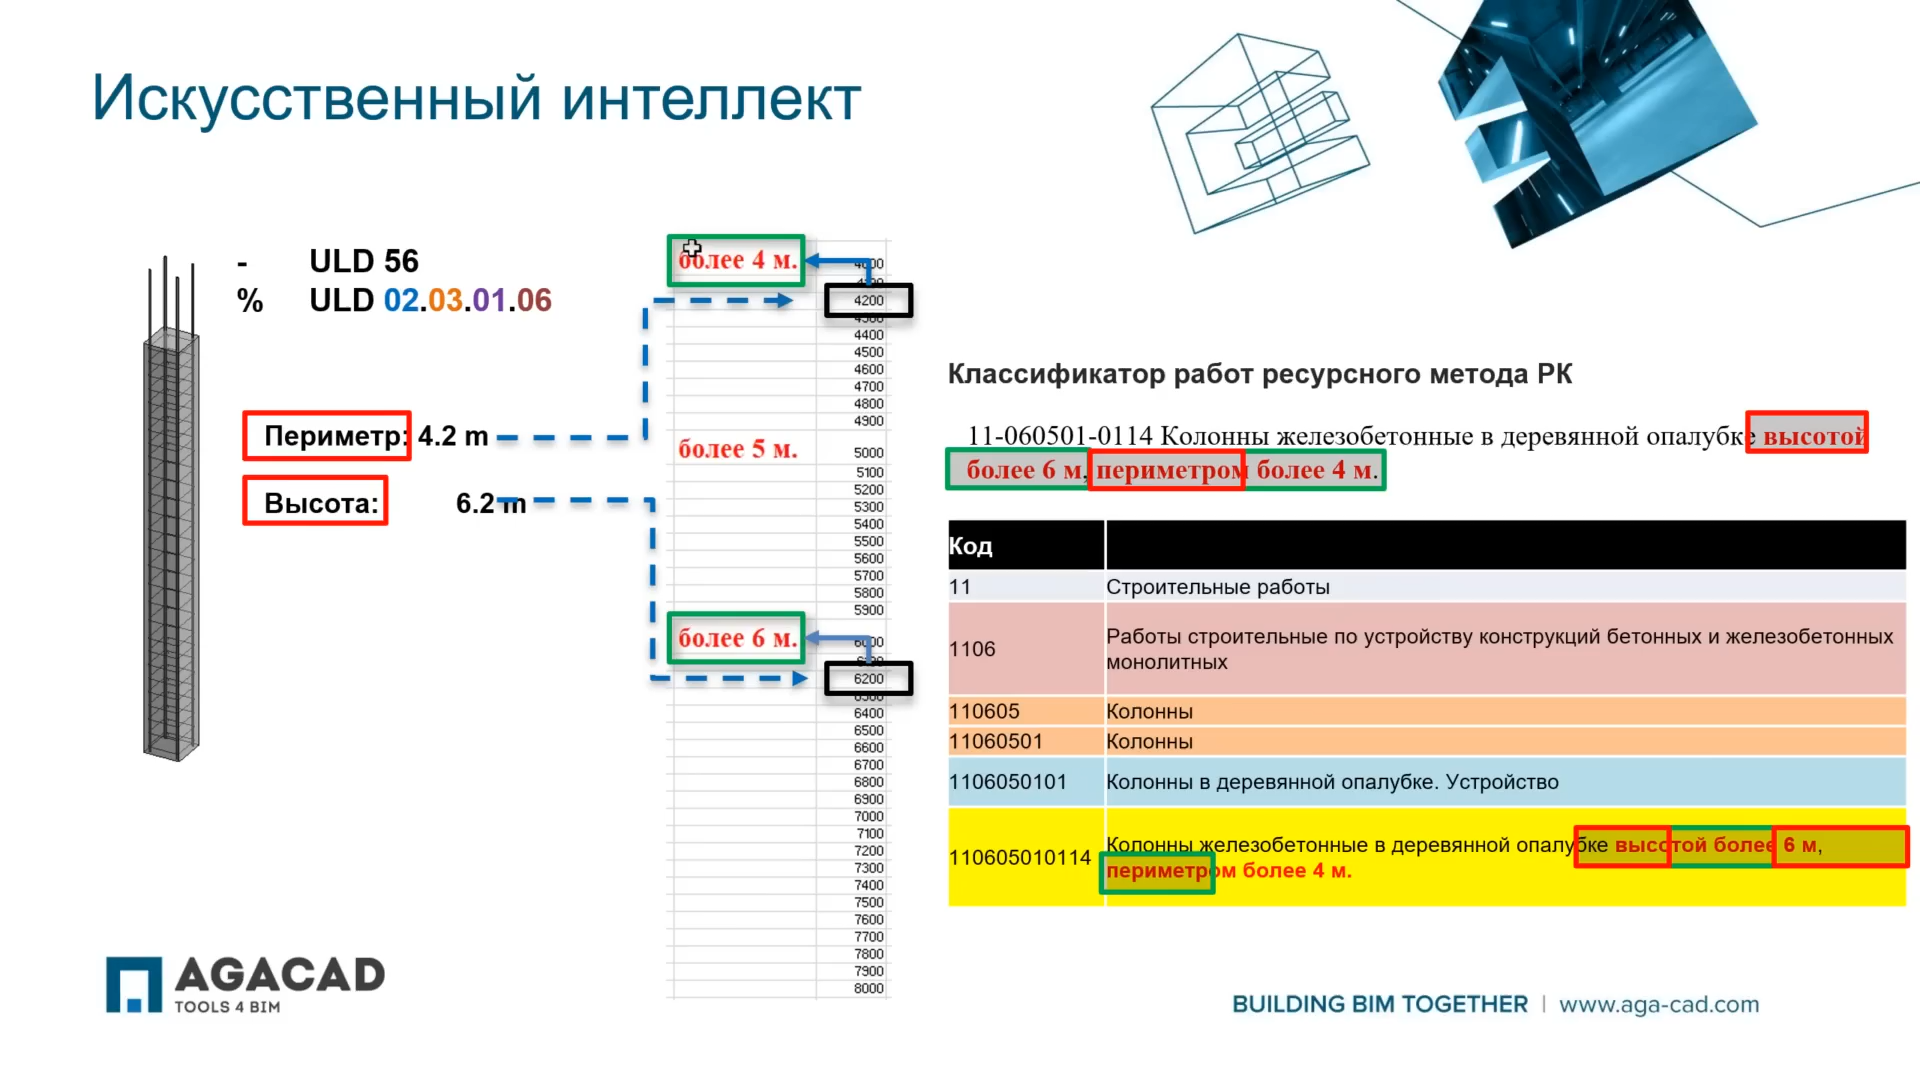 Искусственный интеллект
- ULD 56
% ULD 02.03.01.06
Периметр: 4.2 m
Высота: 6.2 m
более 4 м.
более 5 м.
более 6 м.
4000
4200
4400
4500
4600
4700
4800
4900
5000
5100
5200
5300
5400
5500
5600
5700
5800
5900
6000
6200
6400
6500
6600
6700
6800
6900
7000
7100
7200
7300
7400
7500
7600
7700
7800
7900
8000
Классификатор работ ресурсного метода РК
11-060501-0114 Колонны железобетонные в деревянной опалубке высотой
более 6 м, периметром более 4 м.
Код
11 Строительные работы
1106 Работы строительные по устройству конструкций бетонных и железобетонных
монолитных
110605 Колонны
11060501 Колонны
1106050101 Колонны в деревянной опалубке. Устройство
110605010114 Колонны железобетонные в деревянной опалубке высотой более 6 м,
периметром более 4 м.
AGACAD
TOOLS 4 BIM
BUILDING BIM TOGETHER | www.aga-cad.com